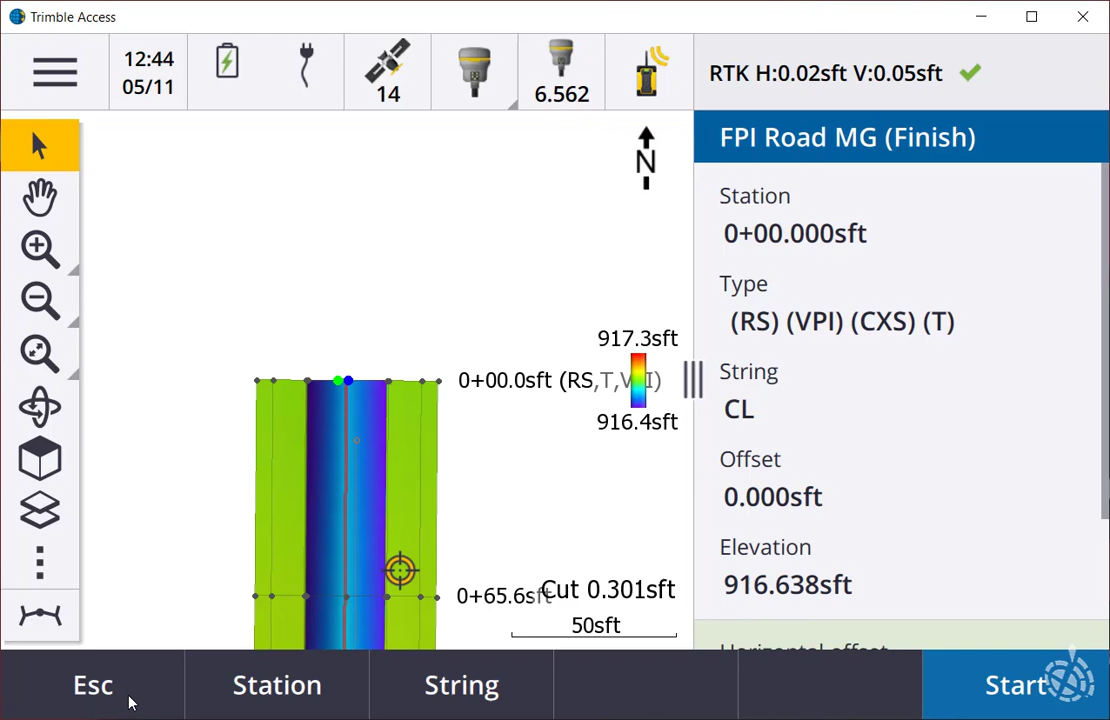 Trimble Access
12:44
05/11
14
6.562
RTK H:0.02sft V:0.05sft
N
FPI Road MG (Finish)
Station
0+00.000sft
Type
(RS) (VPI) (CXS) (T)
String
CL
Offset
0.000sft
Elevation
916.638sft
Horizontal offset
917.3sft
0+00.0sft (RS,T,VPI)
916.4sft
0+65.6sft
Cut 0.301sft
50sft
Esc
Station
String
Start